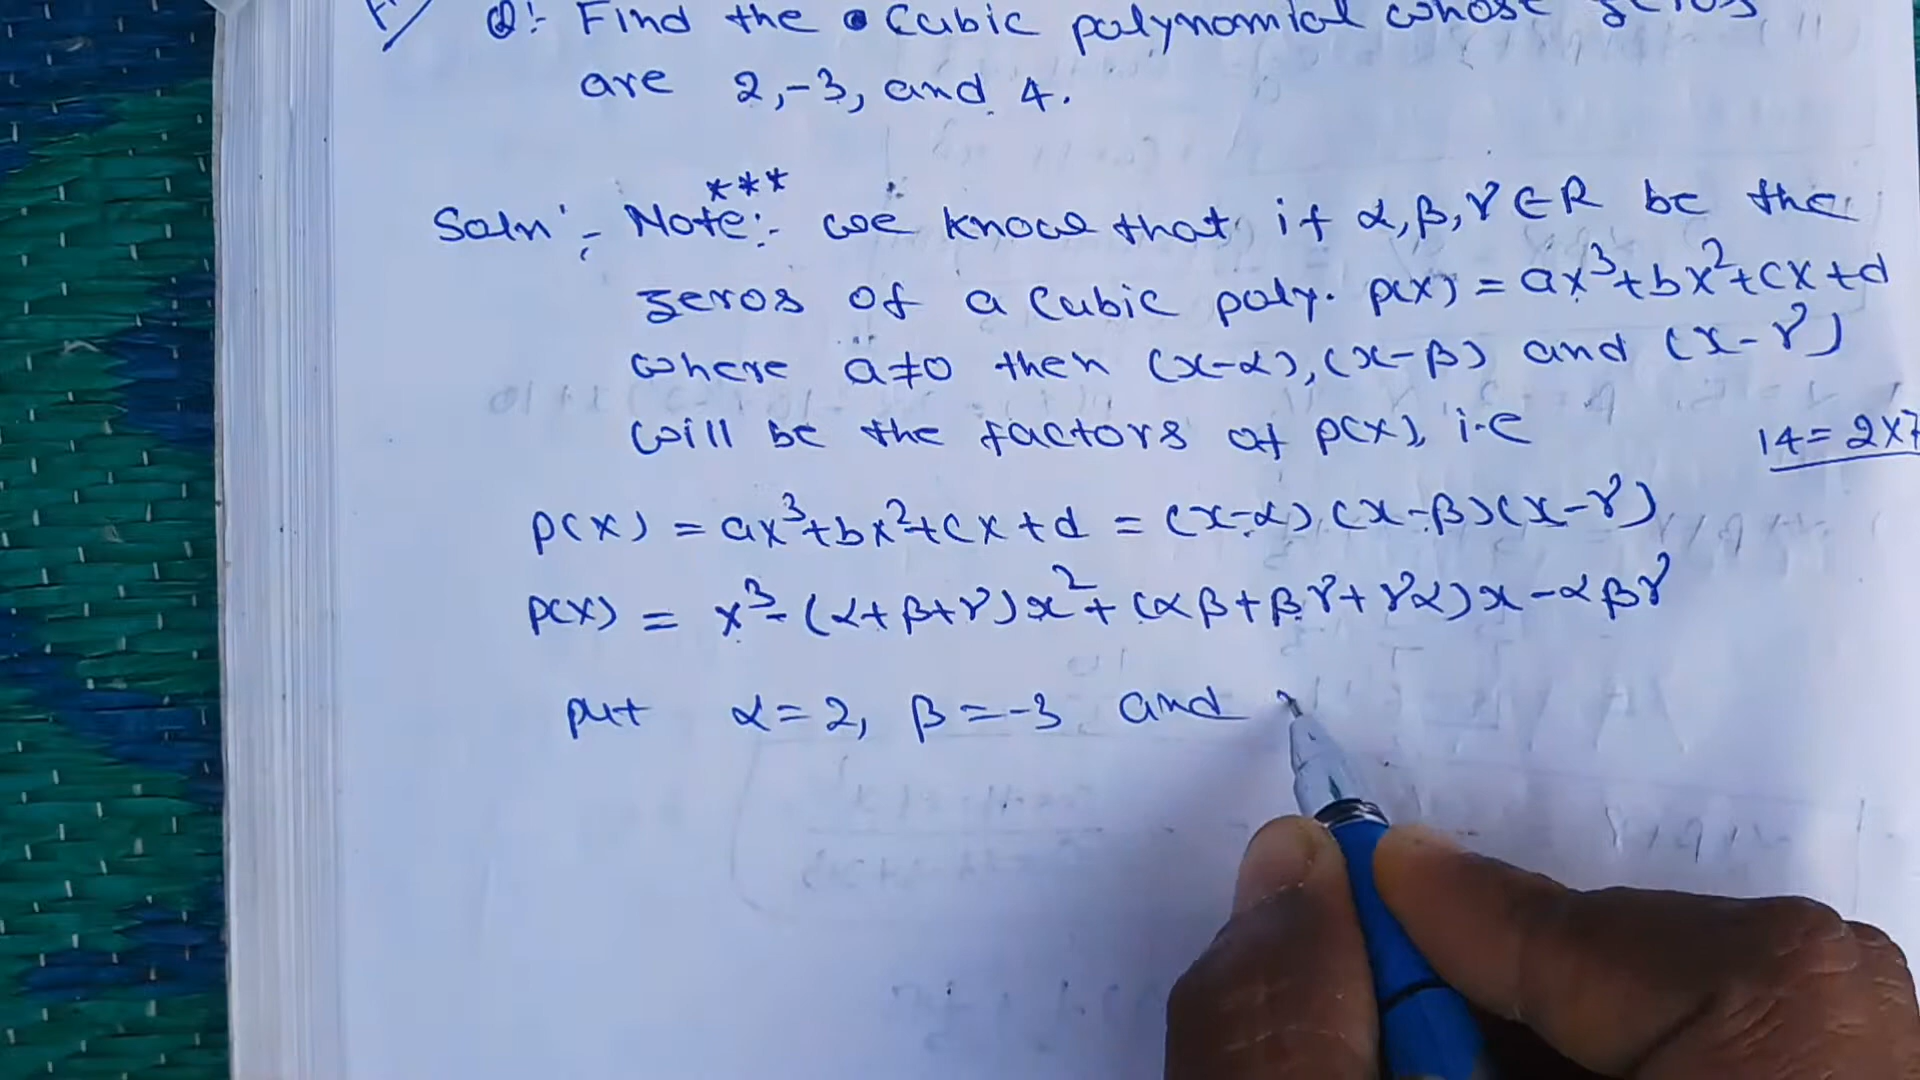 Q:- Find the cubic polynomial whose zeros
are 2,-3, and 4.
***
Soln:- Note:- we know that if α,β,γ∈R be the
zeros of a cubic poly. p(x) = ax³+bx²+cx+d
where a≠0 then (x-α),(x-β) and (x-γ)
will be the factors of p(x), i.e
14=2x7
p(x) = ax³+bx²+cx+d = (x-α)(x-β)(x-γ)
p(x) = x³-(α+β+γ)x²+(αβ+βγ+γα)x-αβγ
put α=2, β=-3 and